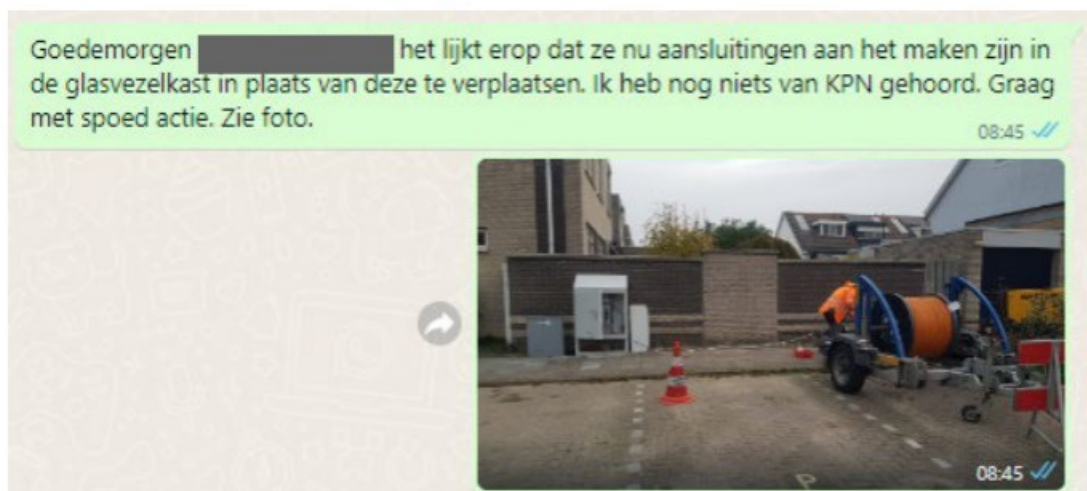 Goedemorgen het lijkt erop dat ze nu aansluitingen aan het maken zijn in
de glasvezelkast in plaats van deze te verplaatsen. Ik heb nog niets van KPN gehoord. Graag
met spoed actie. Zie foto.
08:45
08:45